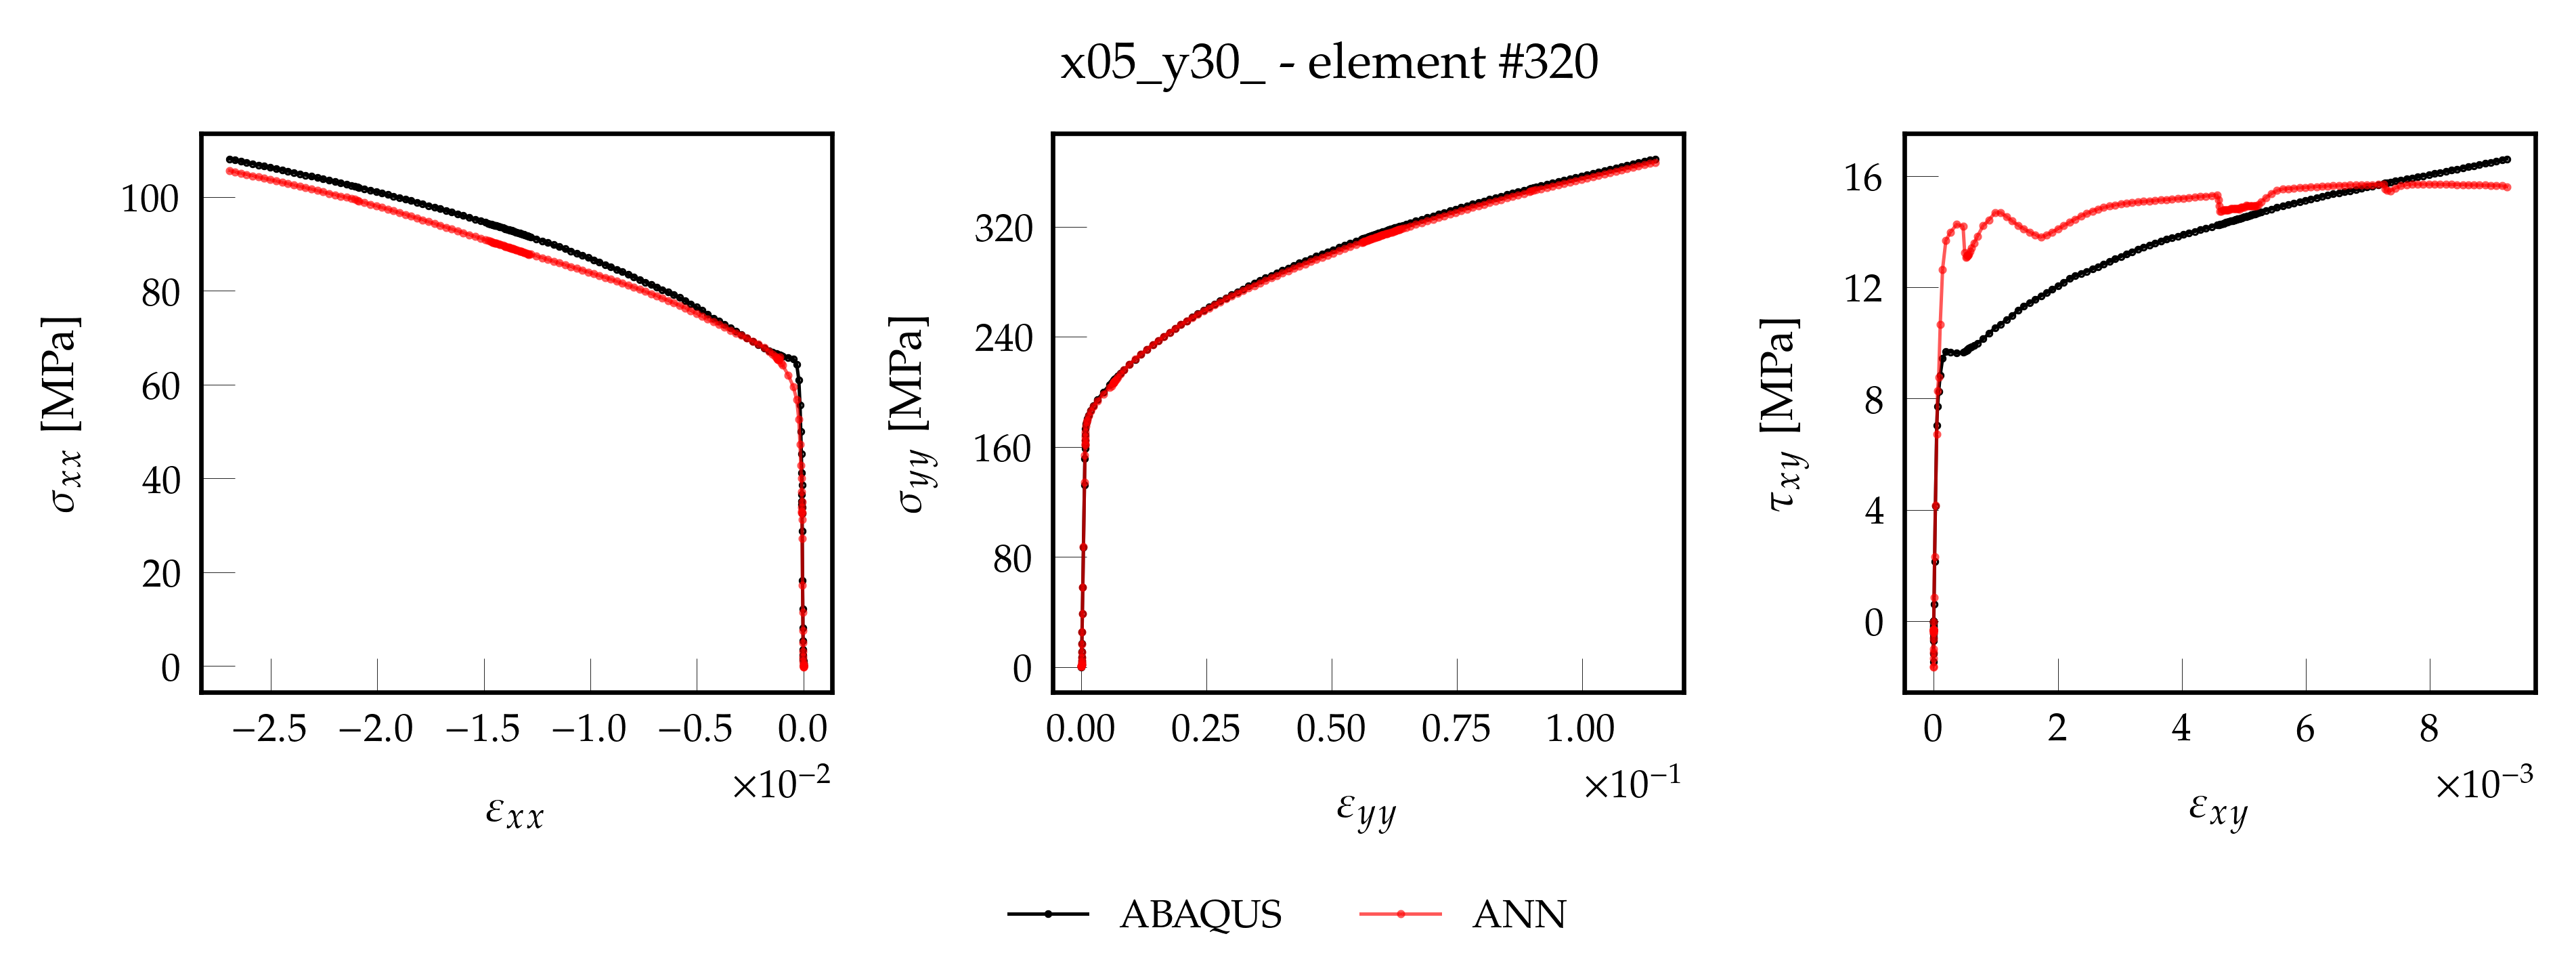 x05_y30_ - element #320
σxx [MPa]
100
80
60
40
20
0
−2.5 −2.0 −1.5 −1.0 −0.5 0.0
×10−2
εxx
σyy [MPa]
320
240
160
80
0
0.00 0.25 0.50 0.75 1.00
×10−1
εyy
τxy [MPa]
16
12
8
4
0
0 2 4 6 8
×10−3
εxy
ABAQUS ANN